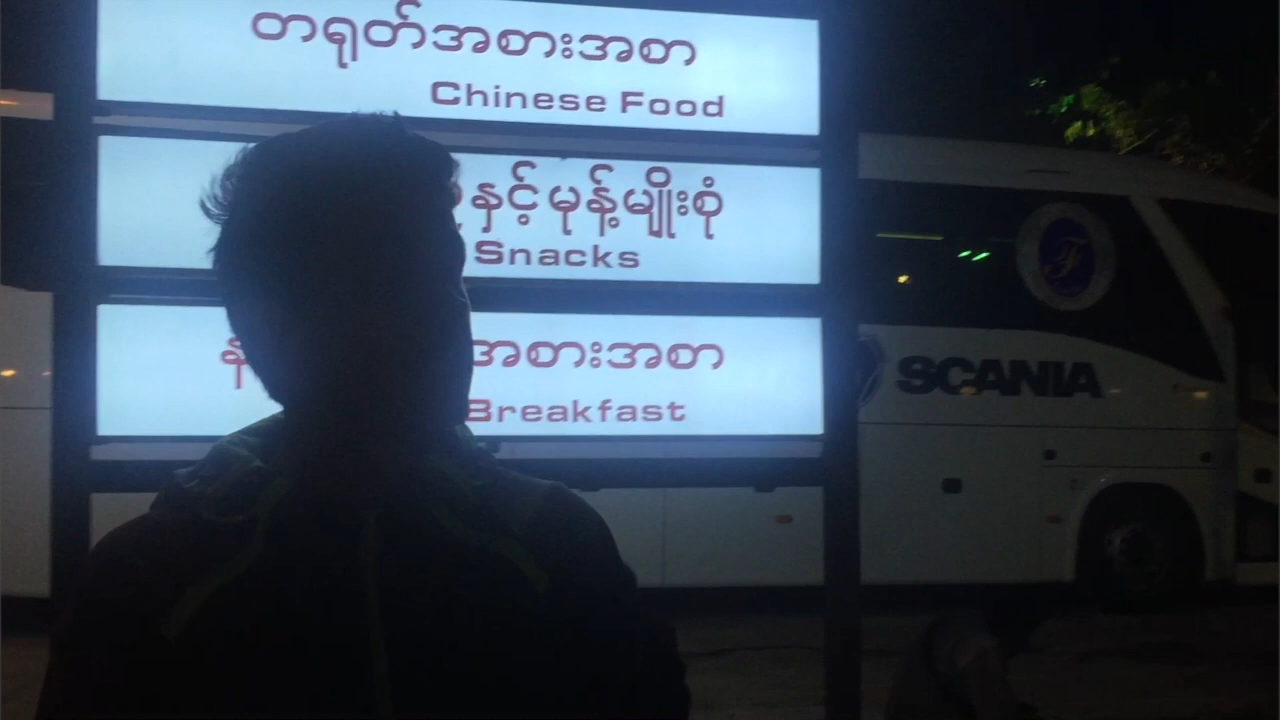 တရုတ်အစားအစာ
Chinese Food
နှင့်မုန့်မျိုးစုံ
Snacks
အစားအစာ
Breakfast
SCANIA